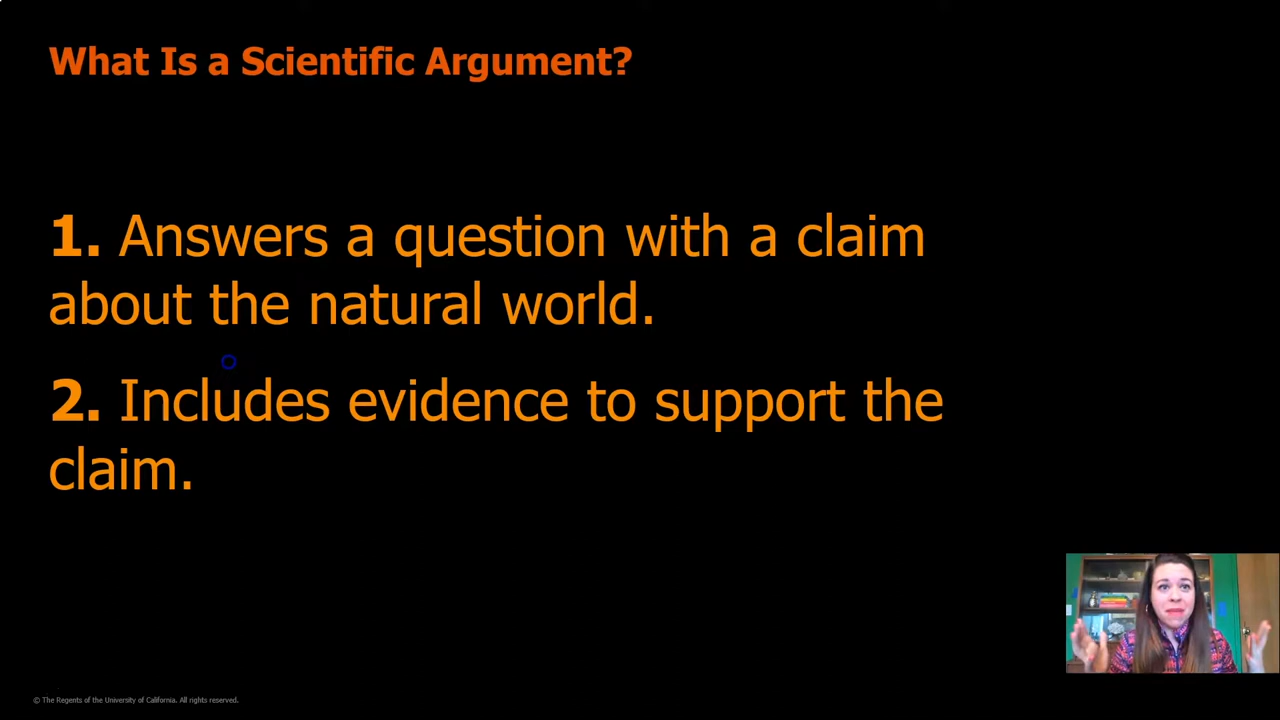 What Is a Scientific Argument?
1. Answers a question with a claim
about the natural world.
2. Includes evidence to support the
claim.
© The Regents of the University of California. All rights reserved.